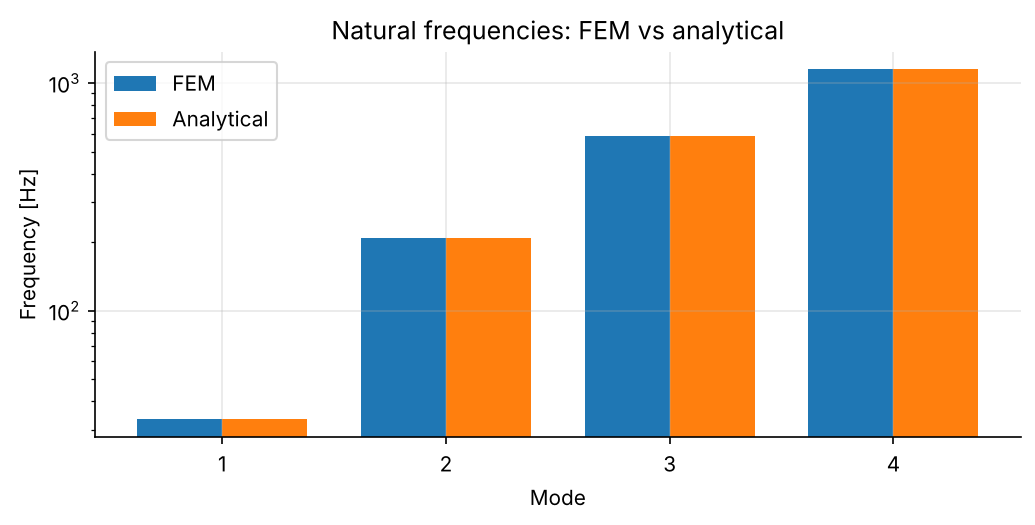 Natural frequencies: FEM vs analytical
FEM
Analytical
Frequency [Hz]
10³
10²
1 2 3 4
Mode